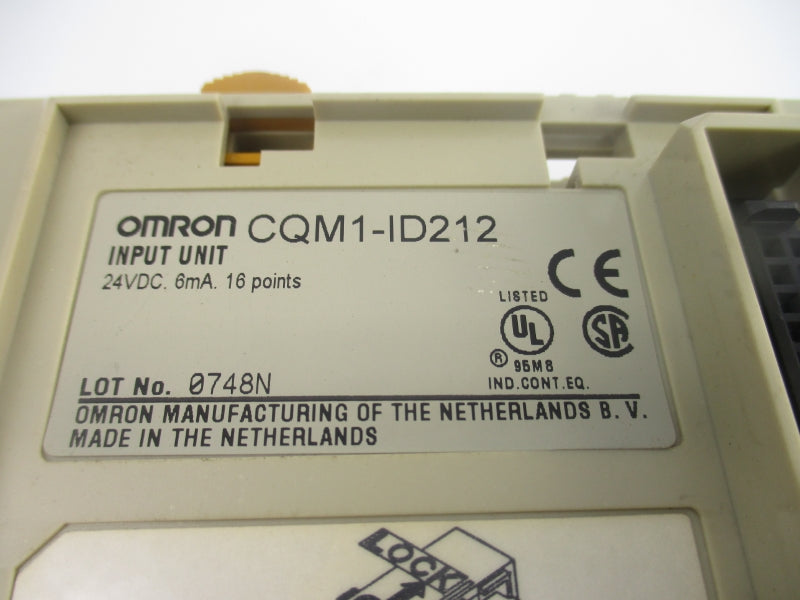 OMRON CQM1-ID212
INPUT UNIT
24VDC. 6mA. 16 points
CE
LISTED
UL
SA
® 95M8
IND.CONT.EQ.
LOT No. 0748N
OMRON MANUFACTURING OF THE NETHERLANDS B.V.
MADE IN THE NETHERLANDS
LOCK